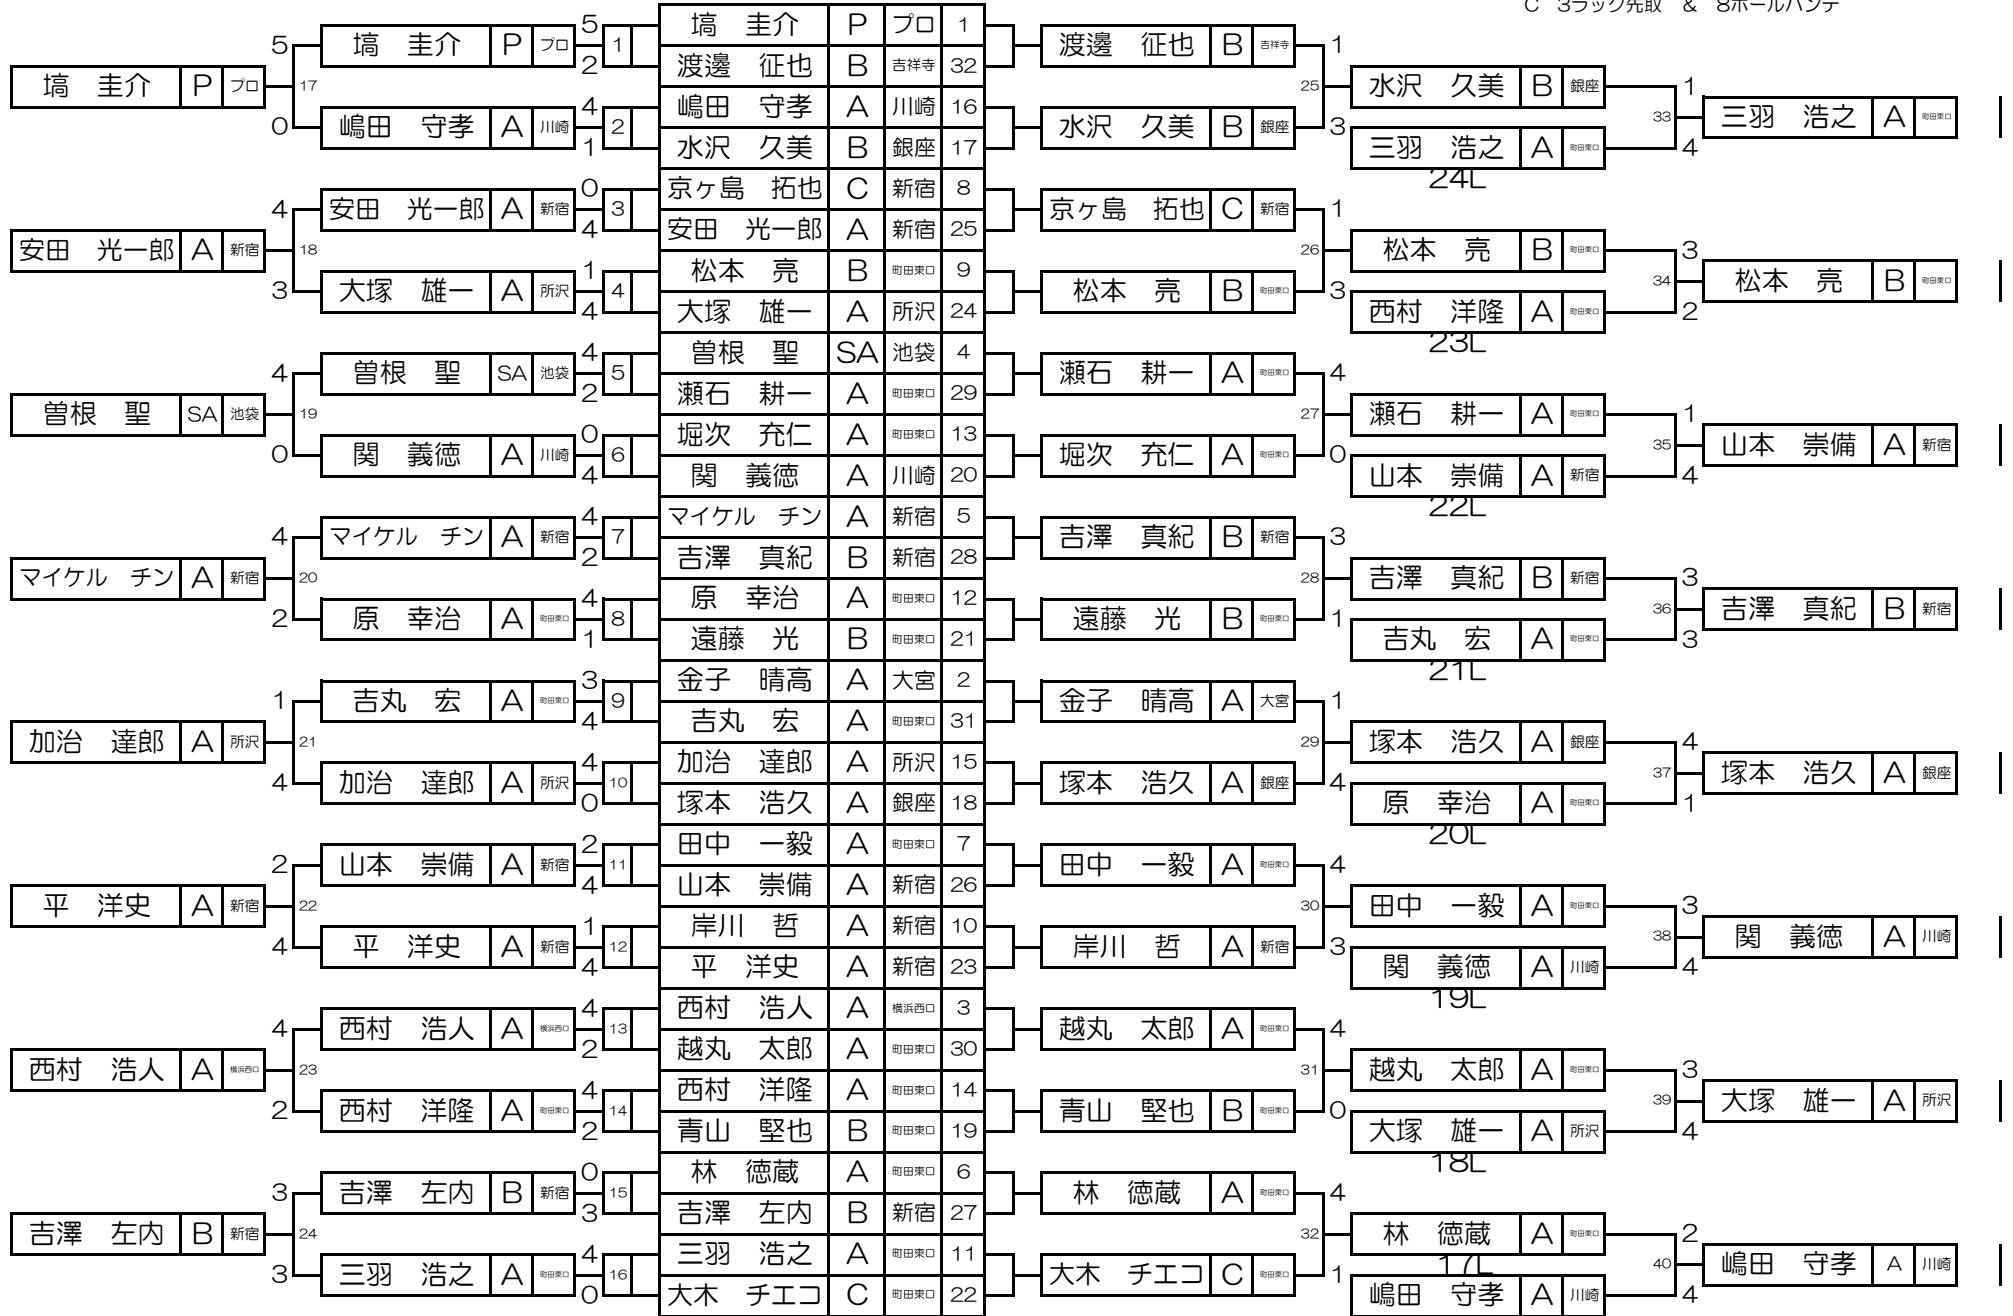 C　3ラック先取　&　8ボールハンデ
塙　圭介 P プロ 1
渡邊　征也 B 吉祥寺 32
嶋田　守孝 A 川崎 16
水沢　久美 B 銀座 17
京ヶ島　拓也 C 新宿 8
安田　光一郎 A 新宿 25
松本　亮 B 町田東口 9
大塚　雄一 A 所沢 24
曽根　聖 SA 池袋 4
瀬石　耕一 A 町田東口 29
堀次　充仁 A 町田東口 13
関　義徳 A 川崎 20
マイケル　チン A 新宿 5
吉澤　真紀 B 新宿 28
原　幸治 A 町田東口 12
遠藤　光 B 町田東口 21
金子　晴高 A 大宮 2
吉丸　宏 A 町田東口 31
加治　達郎 A 所沢 15
塚本　浩久 A 銀座 18
田中　一毅 A 町田東口 7
山本　崇備 A 新宿 26
岸川　哲 A 新宿 10
平　洋史 A 新宿 23
西村　浩人 A 横浜西口 3
越丸　太郎 A 町田東口 30
西村　洋隆 A 町田東口 14
青山　堅也 B 町田東口 19
林　徳蔵 A 町田東口 6
吉澤　左内 B 新宿 27
三羽　浩之 A 町田東口 11
大木　チエコ C 町田東口 22
塙　圭介 P プロ 5 1 2
嶋田　守孝 A 川崎 4 2 1
安田　光一郎 A 新宿 0 3 4
大塚　雄一 A 所沢 1 4 4
曽根　聖 SA 池袋 4 5 2
関　義徳 A 川崎 0 6 4
マイケル　チン A 新宿 4 7 2
原　幸治 A 町田東口 4 8 1
吉丸　宏 A 町田東口 3 9 4
加治　達郎 A 所沢 4 10 0
山本　崇備 A 新宿 2 11 4
平　洋史 A 新宿 1 12 4
西村　浩人 A 横浜西口 4 13 2
西村　洋隆 A 町田東口 4 14 2
吉澤　左内 B 新宿 0 15 3
三羽　浩之 A 町田東口 4 16 0
塙　圭介 P プロ 5 17 0
安田　光一郎 A 新宿 4 18 3
曽根　聖 SA 池袋 4 19 0
マイケル　チン A 新宿 4 20 2
加治　達郎 A 所沢 1 21 4
平　洋史 A 新宿 2 22 4
西村　浩人 A 横浜西口 4 23 2
吉澤　左内 B 新宿 3 24 3
渡邊　征也 B 吉祥寺 1
25
水沢　久美 B 銀座 3
京ヶ島　拓也 C 新宿 1
26
松本　亮 B 町田東口 3
瀬石　耕一 A 町田東口 4
27
堀次　充仁 A 町田東口 0
吉澤　真紀 B 新宿 3
28
遠藤　光 B 町田東口 1
金子　晴高 A 大宮 1
29
塚本　浩久 A 銀座 4
田中　一毅 A 町田東口 4
30
岸川　哲 A 新宿 3
越丸　太郎 A 町田東口 4
31
青山　堅也 B 町田東口 0
林　徳蔵 A 町田東口 4
32
大木　チエコ C 町田東口 1
水沢　久美 B 銀座 1
33
三羽　浩之 A 町田東口 4
24L
松本　亮 B 町田東口 3
34
西村　洋隆 A 町田東口 2
23L
瀬石　耕一 A 町田東口 1
35
山本　崇備 A 新宿 4
22L
吉澤　真紀 B 新宿 3
36
吉丸　宏 A 町田東口 3
21L
塚本　浩久 A 銀座 4
37
原　幸治 A 町田東口 1
20L
田中　一毅 A 町田東口 3
38
関　義徳 A 川崎 4
19L
越丸　太郎 A 町田東口 3
39
大塚　雄一 A 所沢 4
18L
林　徳蔵 A 町田東口 2
17L
40
嶋田　守孝 A 川崎 4
三羽　浩之 A 町田東口
松本　亮 B 町田東口
山本　崇備 A 新宿
吉澤　真紀 B 新宿
塚本　浩久 A 銀座
関　義徳 A 川崎
大塚　雄一 A 所沢
嶋田　守孝 A 川崎